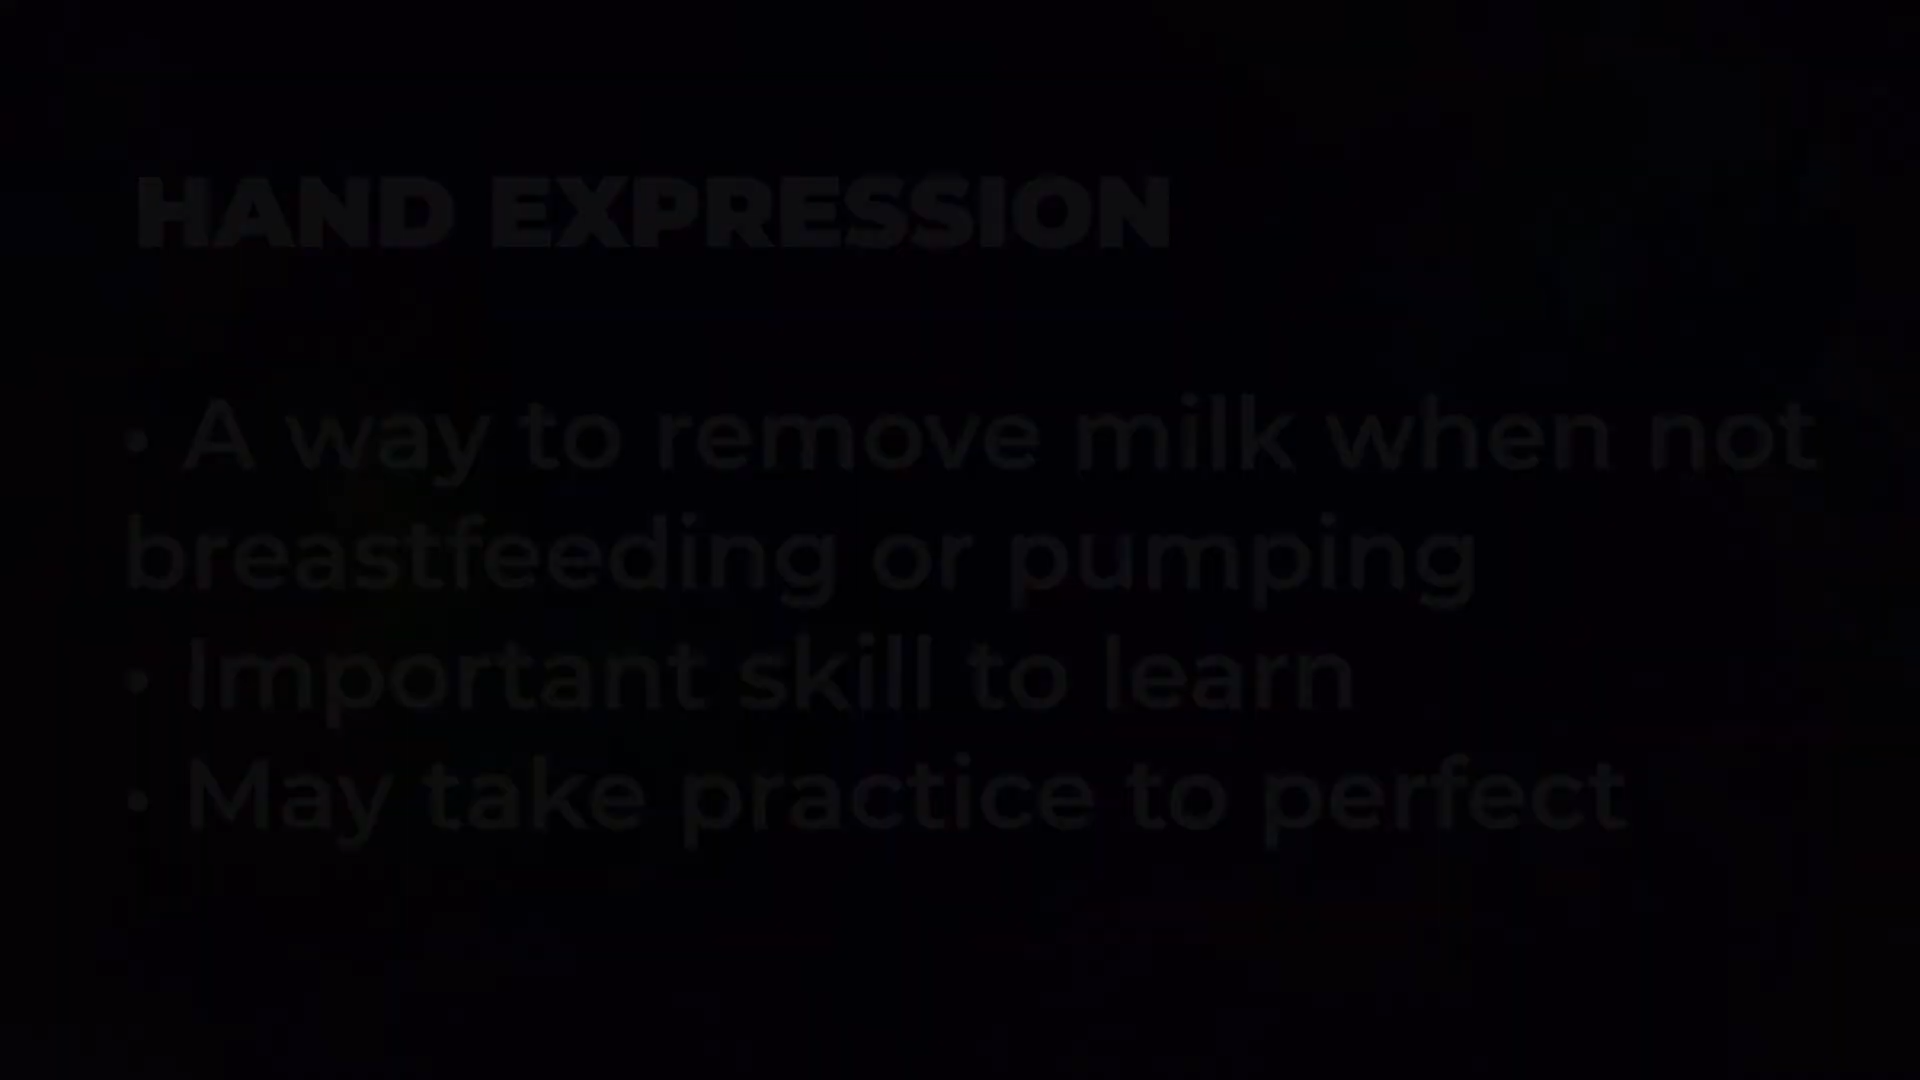 HAND EXPRESSION
• A way to remove milk when not
breastfeeding or pumping
• Important skill to learn
• May take practice to perfect